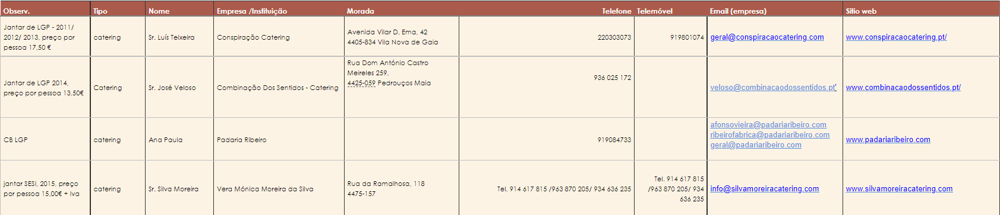 Observ. Tipo Nome Empresa /Instituição Morada Telefone Telemóvel Email (empresa) Sitio web
Jantar de LGP - 2011/
2012/ 2013, preço por
pessoa 17,50 €
catering
Sr. Luís Teixeira
Conspiração Catering
Avenida Vilar D. Ema, 42
4405-834 Vila Nova de Gaia
220303073
919801074
geral@conspiracaocatering.com
www.conspiracaocatering.pt/
Jantar de LGP 2014,
preço por pessoa 13,50€
Catering
Sr. José Veloso
Combinação Dos Sentidos - Catering
Rua Dom António Castro
Meireles 259,
4425-059 Pedrouços Maia
936 025 172
veloso@combinacaodossentidos.pt'
www.combinacaodossentidos.pt/
CB LGP
catering
Ana Paula
Padaria Ribeiro
919084733
afonsovieira@padariaribeiro.com
ribeirofabrica@padariaribeiro.com
geral@padariaribeiro.com
www.padariaribeiro.com
jantar SESI, 2015, preço
por pessoa 15,00€ + Iva
catering
Sr. Silva Moreira
Vera Mónica Moreira da Silva
Rua da Ramalhosa, 118
4475-157
Tel. 914 617 815 /963 870 205/ 934 636 235
Tel. 914 617 815
/963 870 205/ 934
636 235
info@silvamoreiracatering.com
www.silvamoreiracatering.com